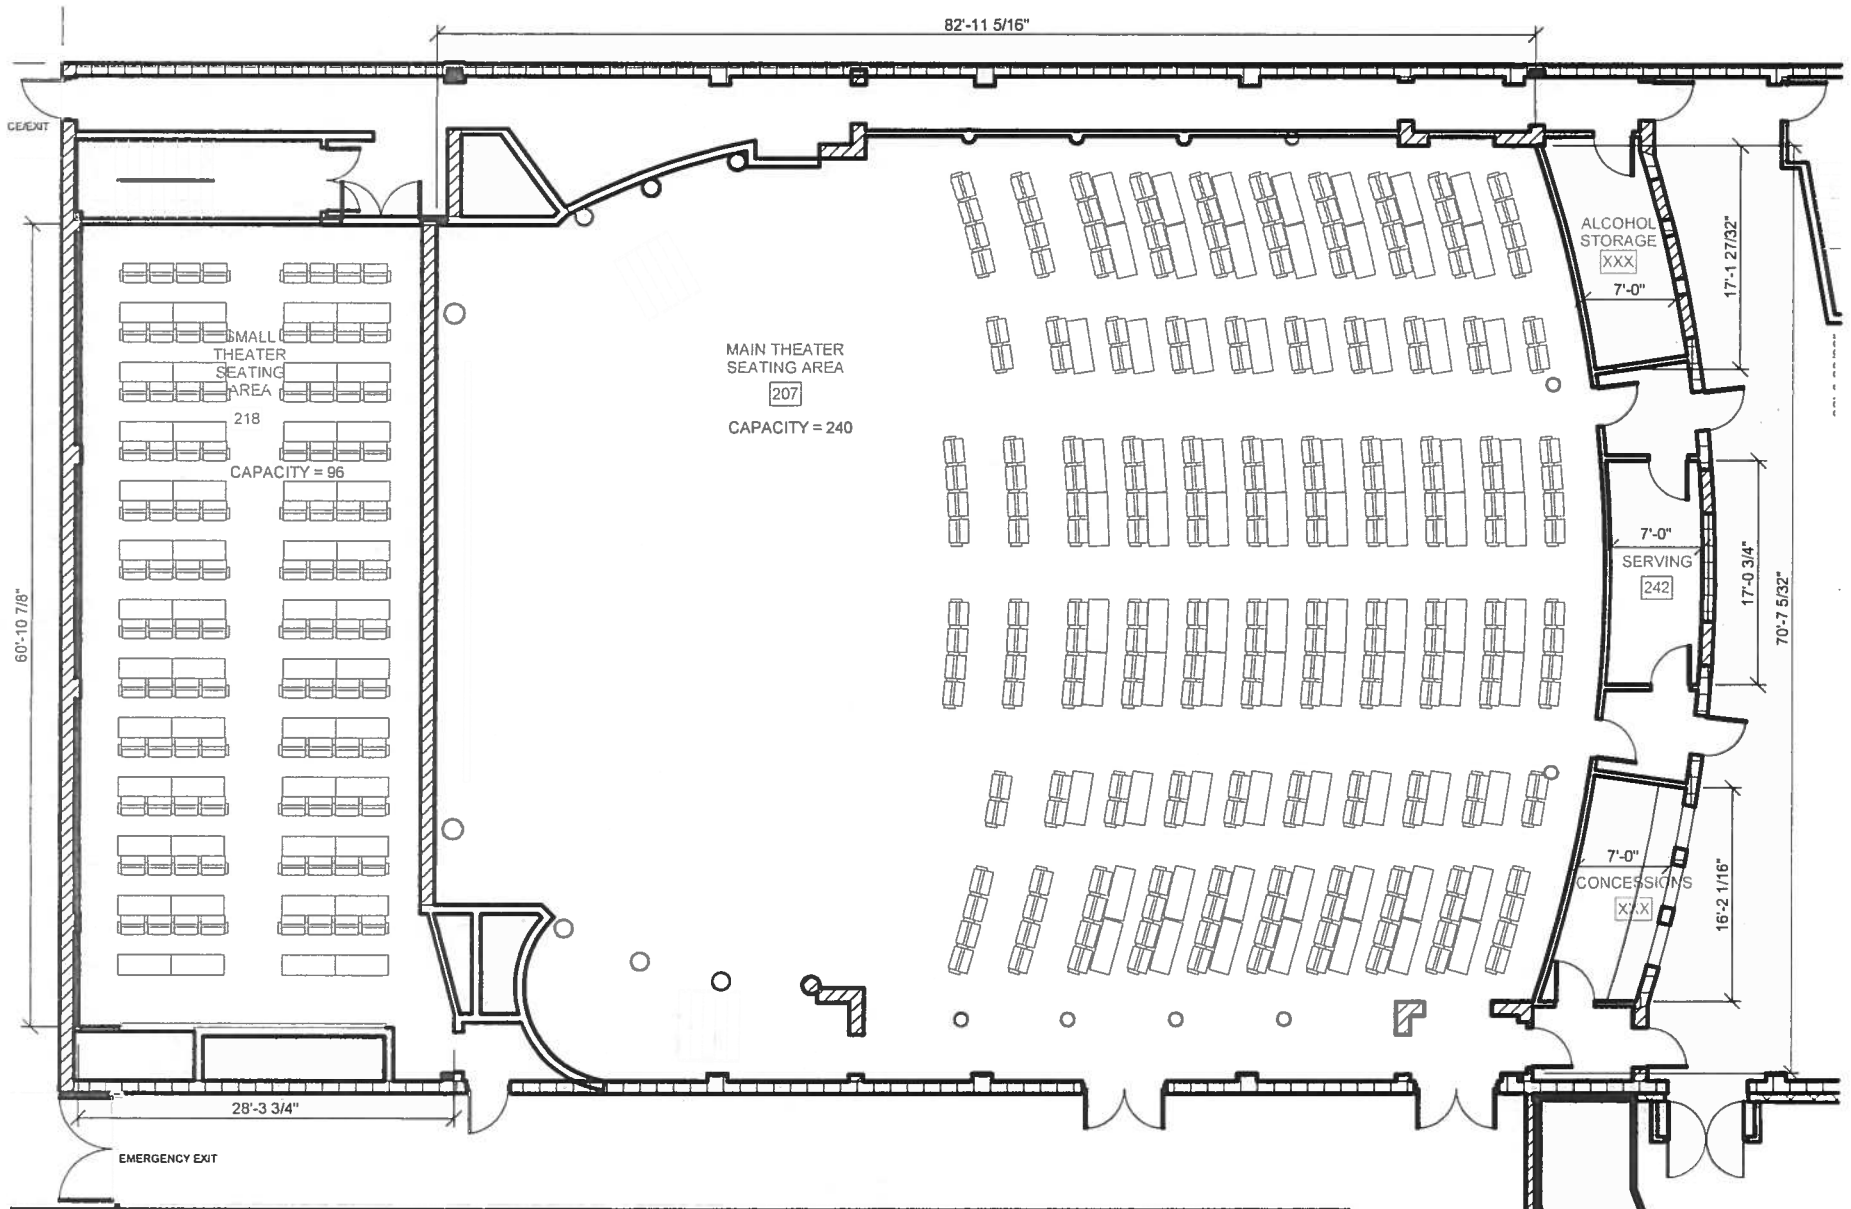 82'-11 5/16"
CE/EXIT
ALCOHOL
STORAGE
XXX
7'-0"
17'-1 27/32"
SMALL
THEATER
SEATING
AREA
218
CAPACITY = 96
MAIN THEATER
SEATING AREA
207
CAPACITY = 240
60'-10 7/8"
7'-0"
SERVING
242
17'-0 3/4"
70'-7 5/32"
7'-0"
CONCESSIONS
XXX
16'-2 1/16"
28'-3 3/4"
EMERGENCY EXIT